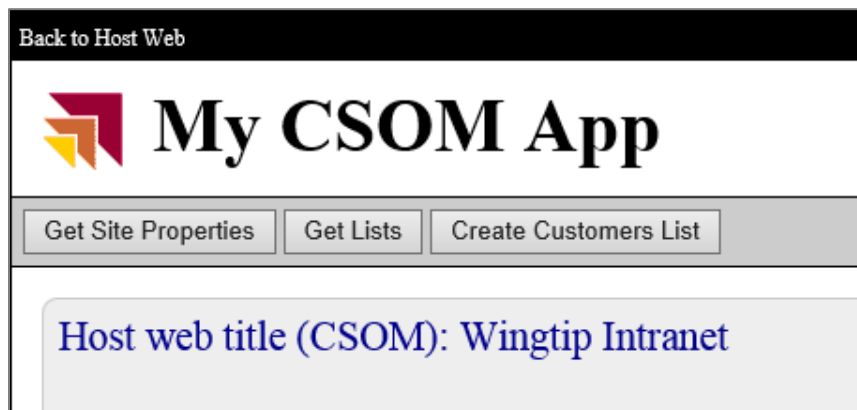 Back to Host Web
My CSOM App
Get Site Properties Get Lists Create Customers List
Host web title (CSOM): Wingtip Intranet